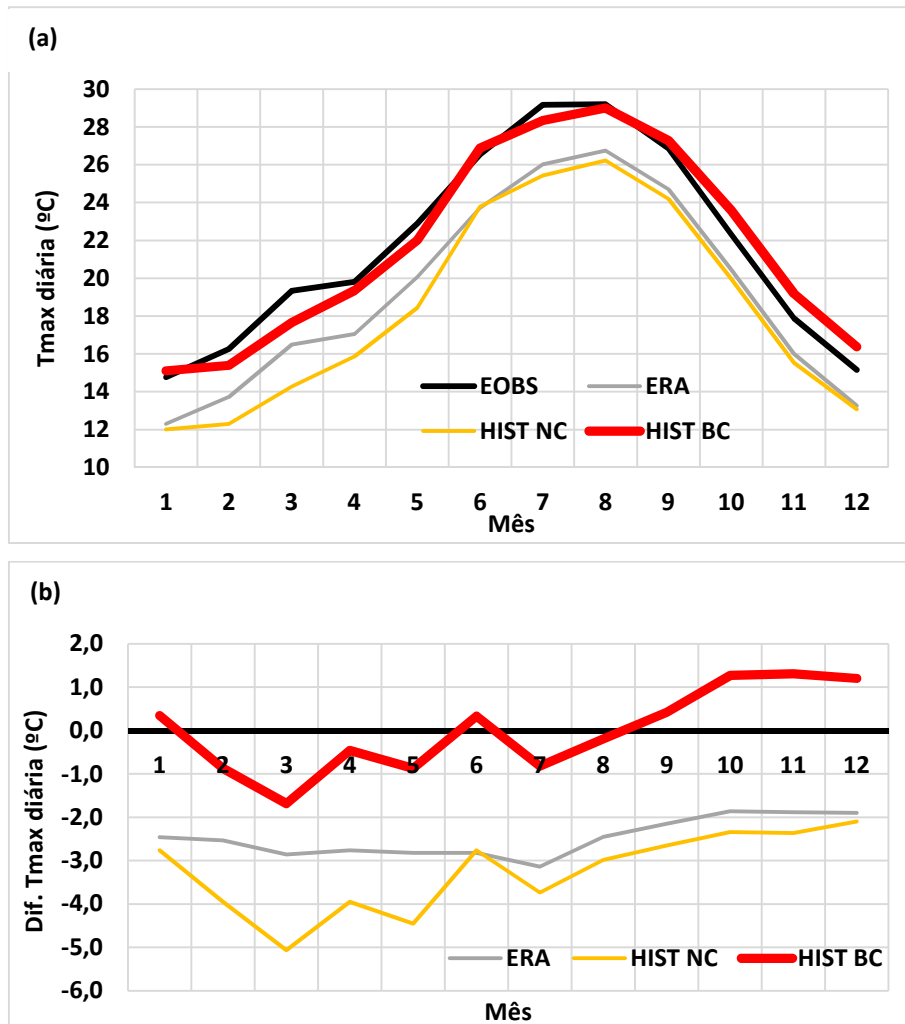 (a)
30
28
26
24
22
20
18
16
14
12
10
Tmax diária (ºC)
EOBS ERA
HIST NC HIST BC
1 2 3 4 5 6 7 8 9 10 11 12
Mês
(b)
2,0
1,0
0,0
-1,0
-2,0
-3,0
-4,0
-5,0
-6,0
Dif. Tmax diária (ºC)
1 2 3 4 5 6 7 8 9 10 11 12
ERA HIST NC HIST BC
Mês